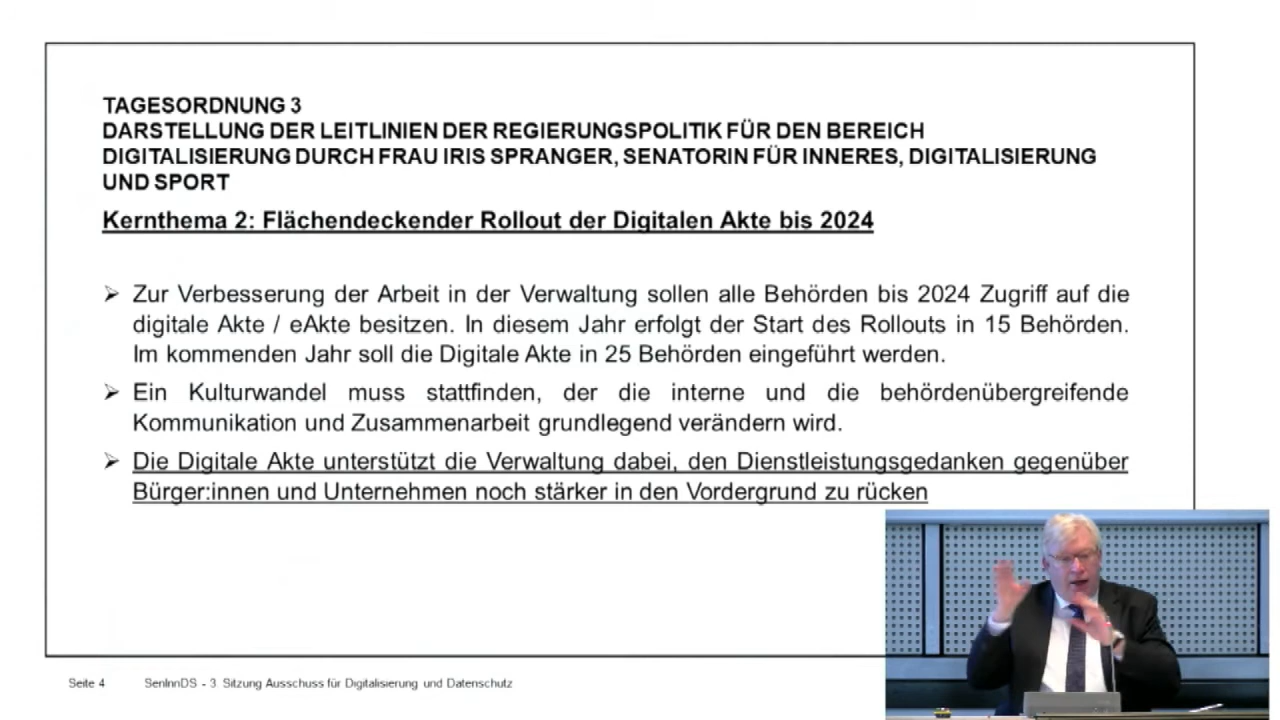 TAGESORDNUNG 3
DARSTELLUNG DER LEITLINIEN DER REGIERUNGSPOLITIK FÜR DEN BEREICH
DIGITALISIERUNG DURCH FRAU IRIS SPRANGER, SENATORIN FÜR INNERES, DIGITALISIERUNG
UND SPORT
Kernthema 2: Flächendeckender Rollout der Digitalen Akte bis 2024
➢ Zur Verbesserung der Arbeit in der Verwaltung sollen alle Behörden bis 2024 Zugriff auf die
digitale Akte / eAkte besitzen. In diesem Jahr erfolgt der Start des Rollouts in 15 Behörden.
Im kommenden Jahr soll die Digitale Akte in 25 Behörden eingeführt werden.
➢ Ein Kulturwandel muss stattfinden, der die interne und die behördenübergreifende
Kommunikation und Zusammenarbeit grundlegend verändern wird.
➢ Die Digitale Akte unterstützt die Verwaltung dabei, den Dienstleistungsgedanken gegenüber
Bürger:innen und Unternehmen noch stärker in den Vordergrund zu rücken
Seite 4 SenInnDS - 3. Sitzung Ausschuss für Digitalisierung und Datenschutz